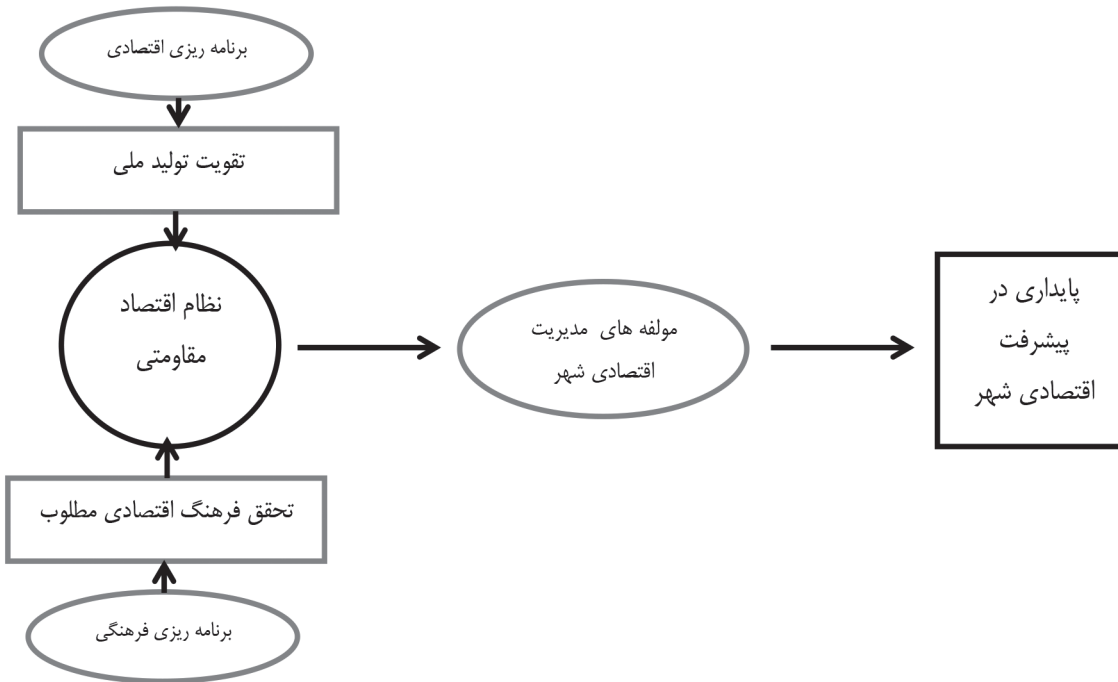 برنامه ریزی اقتصادی
تقویت تولید ملی
نظام اقتصاد
مقاومتی
مولفه های مدیریت
اقتصادی شهر
پایداری در
پیشرفت
اقتصادی شهر
تحقق فرهنگ اقتصادی مطلوب
برنامه ریزی فرهنگی